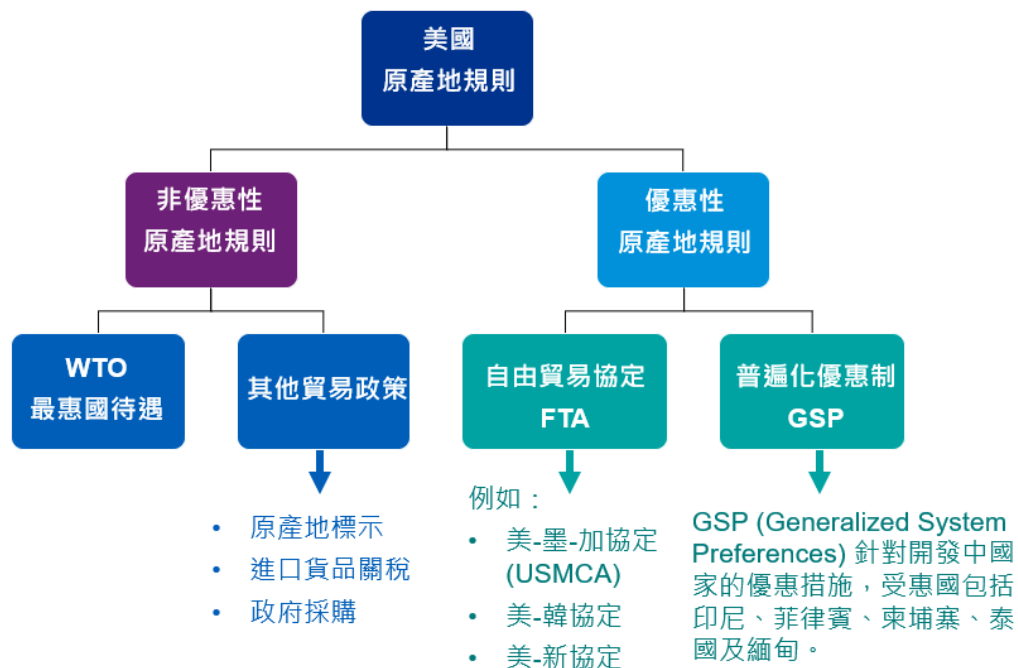 美國
原產地規則
非優惠性
原產地規則
優惠性
原產地規則
WTO
最惠國待遇
其他貿易政策
自由貿易協定
FTA
普遍化優惠制
GSP
• 原產地標示
• 進口貨品關稅
• 政府採購
例如：
• 美-墨-加協定
(USMCA)
• 美-韓協定
• 美-新協定
GSP (Generalized System
Preferences) 針對開發中國
家的優惠措施，受惠國包括
印尼、菲律賓、柬埔寨、泰
國及緬甸。